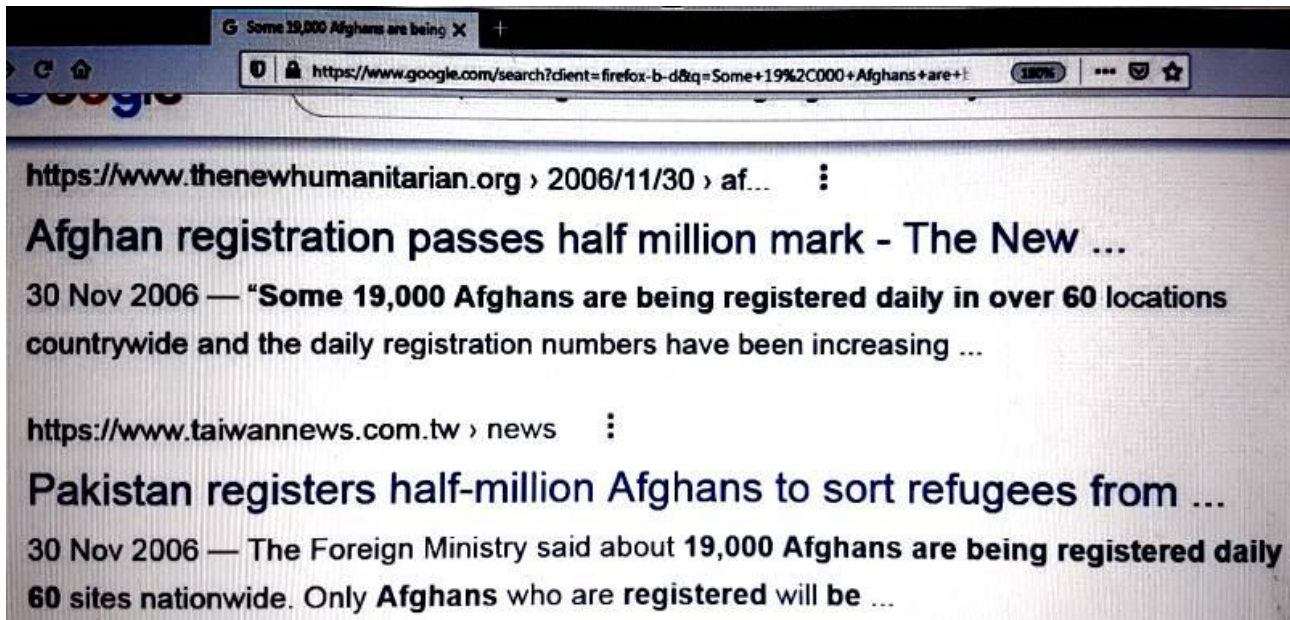 G Some 19,000 Afghans are being X +
https://www.google.com/search?client=firefox-b-d&q=Some+19%2C000+Afghans+are+ 180% •••
Google
https://www.thenewhumanitarian.org › 2006/11/30 › af...
Afghan registration passes half million mark - The New ...
30 Nov 2006 — “Some 19,000 Afghans are being registered daily in over 60 locations
countrywide and the daily registration numbers have been increasing ...
https://www.taiwannews.com.tw › news
Pakistan registers half-million Afghans to sort refugees from ...
30 Nov 2006 — The Foreign Ministry said about 19,000 Afghans are being registered daily
60 sites nationwide. Only Afghans who are registered will be ...